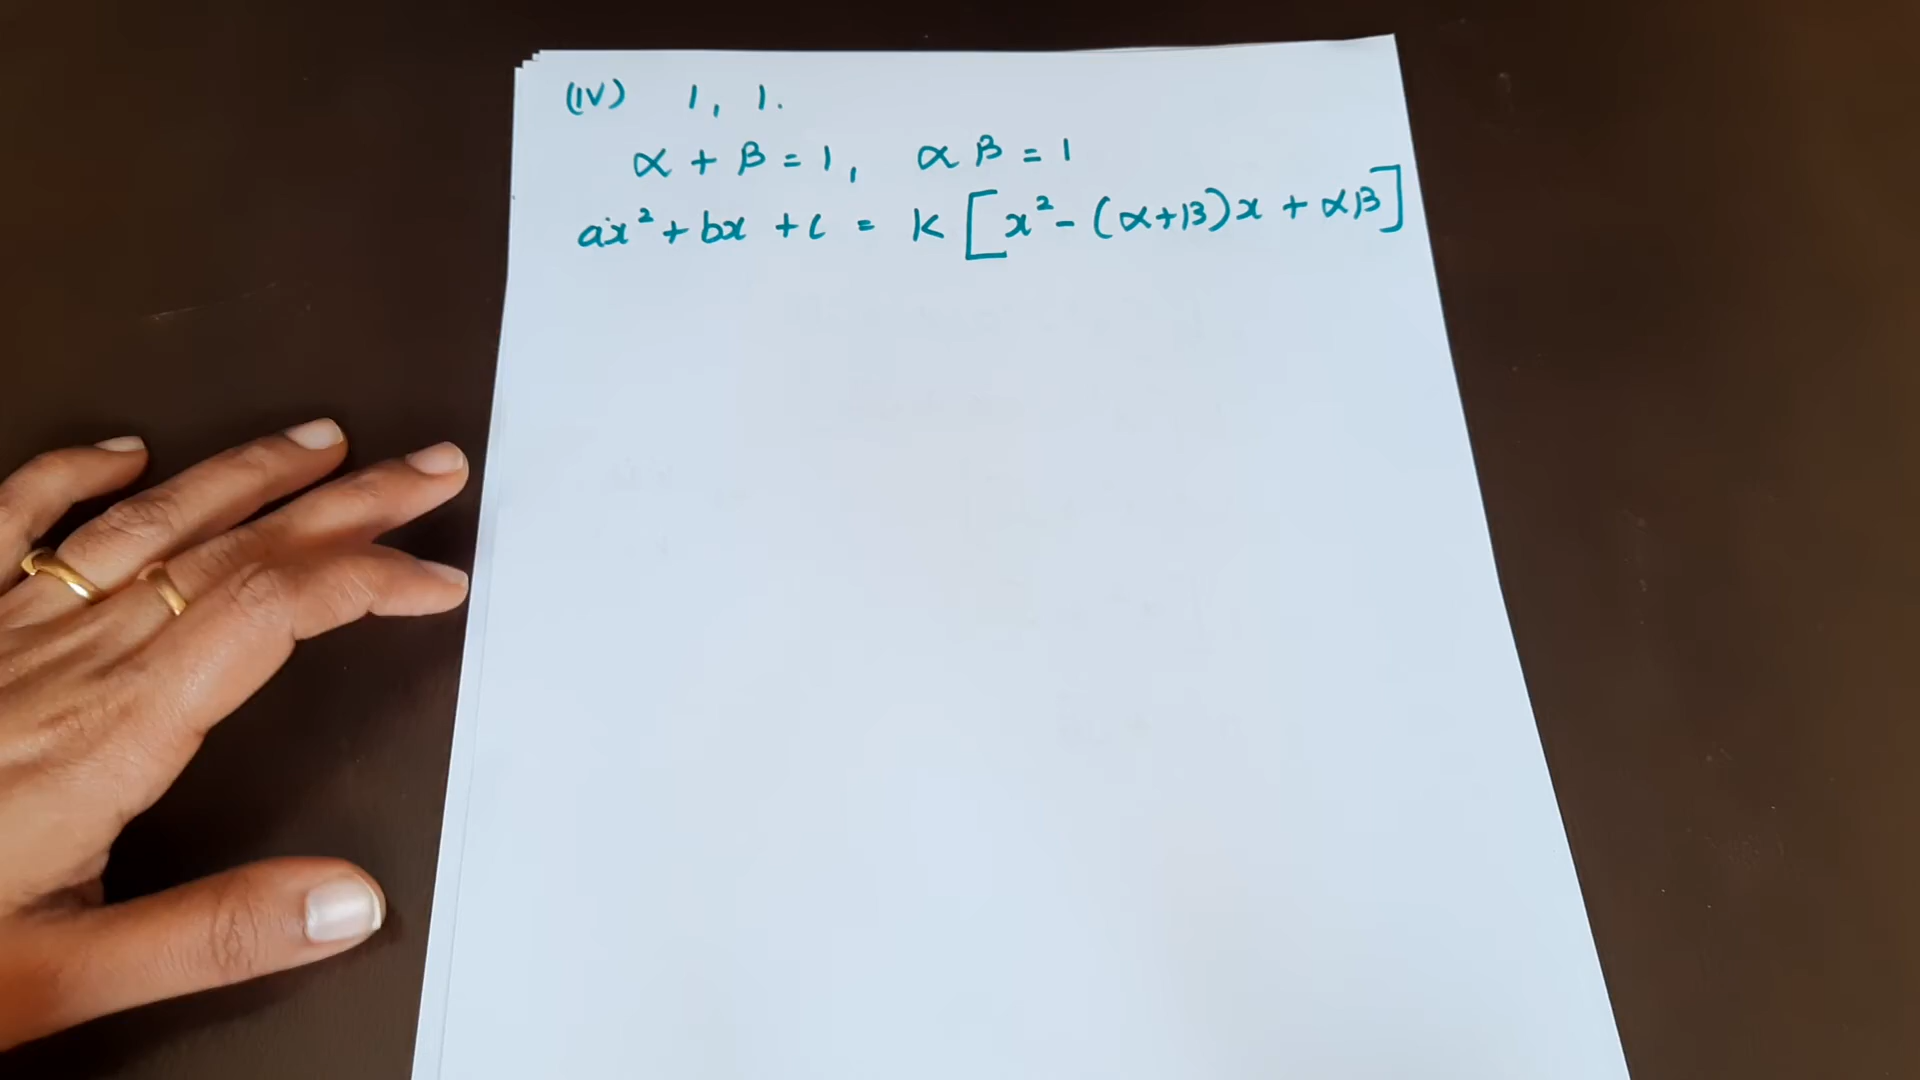 (IV) 1, 1.
α + β = 1, αβ = 1
ax² + bx + c = K [x² - (α+β)x + αβ]